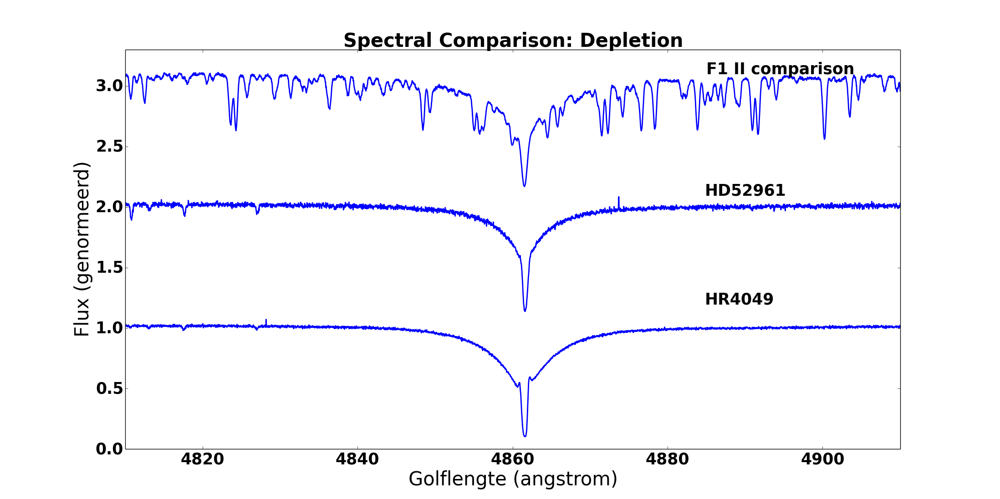 Spectral Comparison: Depletion
F1 II comparison
HD52961
HR4049
Flux (genormeerd)
3.0
2.5
2.0
1.5
1.0
0.5
0.0
4820 4840 4860 4880 4900
Golflengte (angstrom)